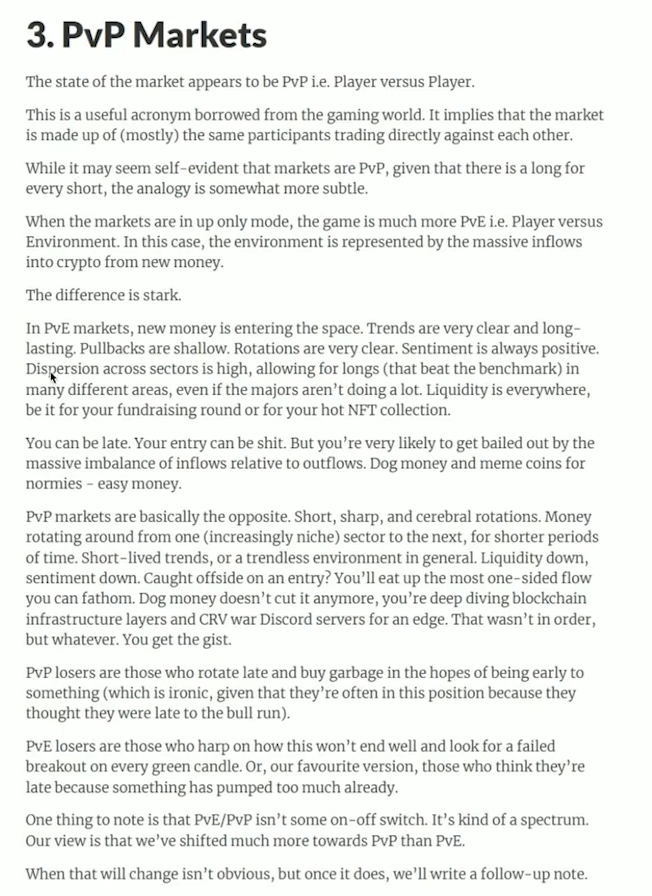 3. PvP Markets
The state of the market appears to be PvP i.e. Player versus Player.
This is a useful acronym borrowed from the gaming world. It implies that the market
is made up of (mostly) the same participants trading directly against each other.
While it may seem self-evident that markets are PvP, given that there is a long for
every short, the analogy is somewhat more subtle.
When the markets are in up only mode, the game is much more PvE i.e. Player versus
Environment. In this case, the environment is represented by the massive inflows
into crypto from new money.
The difference is stark.
In PvE markets, new money is entering the space. Trends are very clear and long-
lasting. Pullbacks are shallow. Rotations are very clear. Sentiment is always positive.
Dispersion across sectors is high, allowing for longs (that beat the benchmark) in
many different areas, even if the majors aren't doing a lot. Liquidity is everywhere,
be it for your fundraising round or for your hot NFT collection.
You can be late. Your entry can be shit. But you're very likely to get bailed out by the
massive imbalance of inflows relative to outflows. Dog money and meme coins for
normies – easy money.
PvP markets are basically the opposite. Short, sharp, and cerebral rotations. Money
rotating around from one (increasingly niche) sector to the next, for shorter periods
of time. Short-lived trends, or a trendless environment in general. Liquidity down,
sentiment down. Caught offside on an entry? You'll eat up the most one-sided flow
you can fathom. Dog money doesn't cut it anymore, you're deep diving blockchain
infrastructure layers and CRV war Discord servers for an edge. That wasn't in order,
but whatever. You get the gist.
PvP losers are those who rotate late and buy garbage in the hopes of being early to
something (which is ironic, given that they're often in this position because they
thought they were late to the bull run).
PvE losers are those who harp on how this won't end well and look for a failed
breakout on every green candle. Or, our favourite version, those who think they're
late because something has pumped too much already.
One thing to note is that PvE/PvP isn't some on-off switch. It's kind of a spectrum.
Our view is that we've shifted much more towards PvP than PvE.
When that will change isn't obvious, but once it does, we'll write a follow-up note.